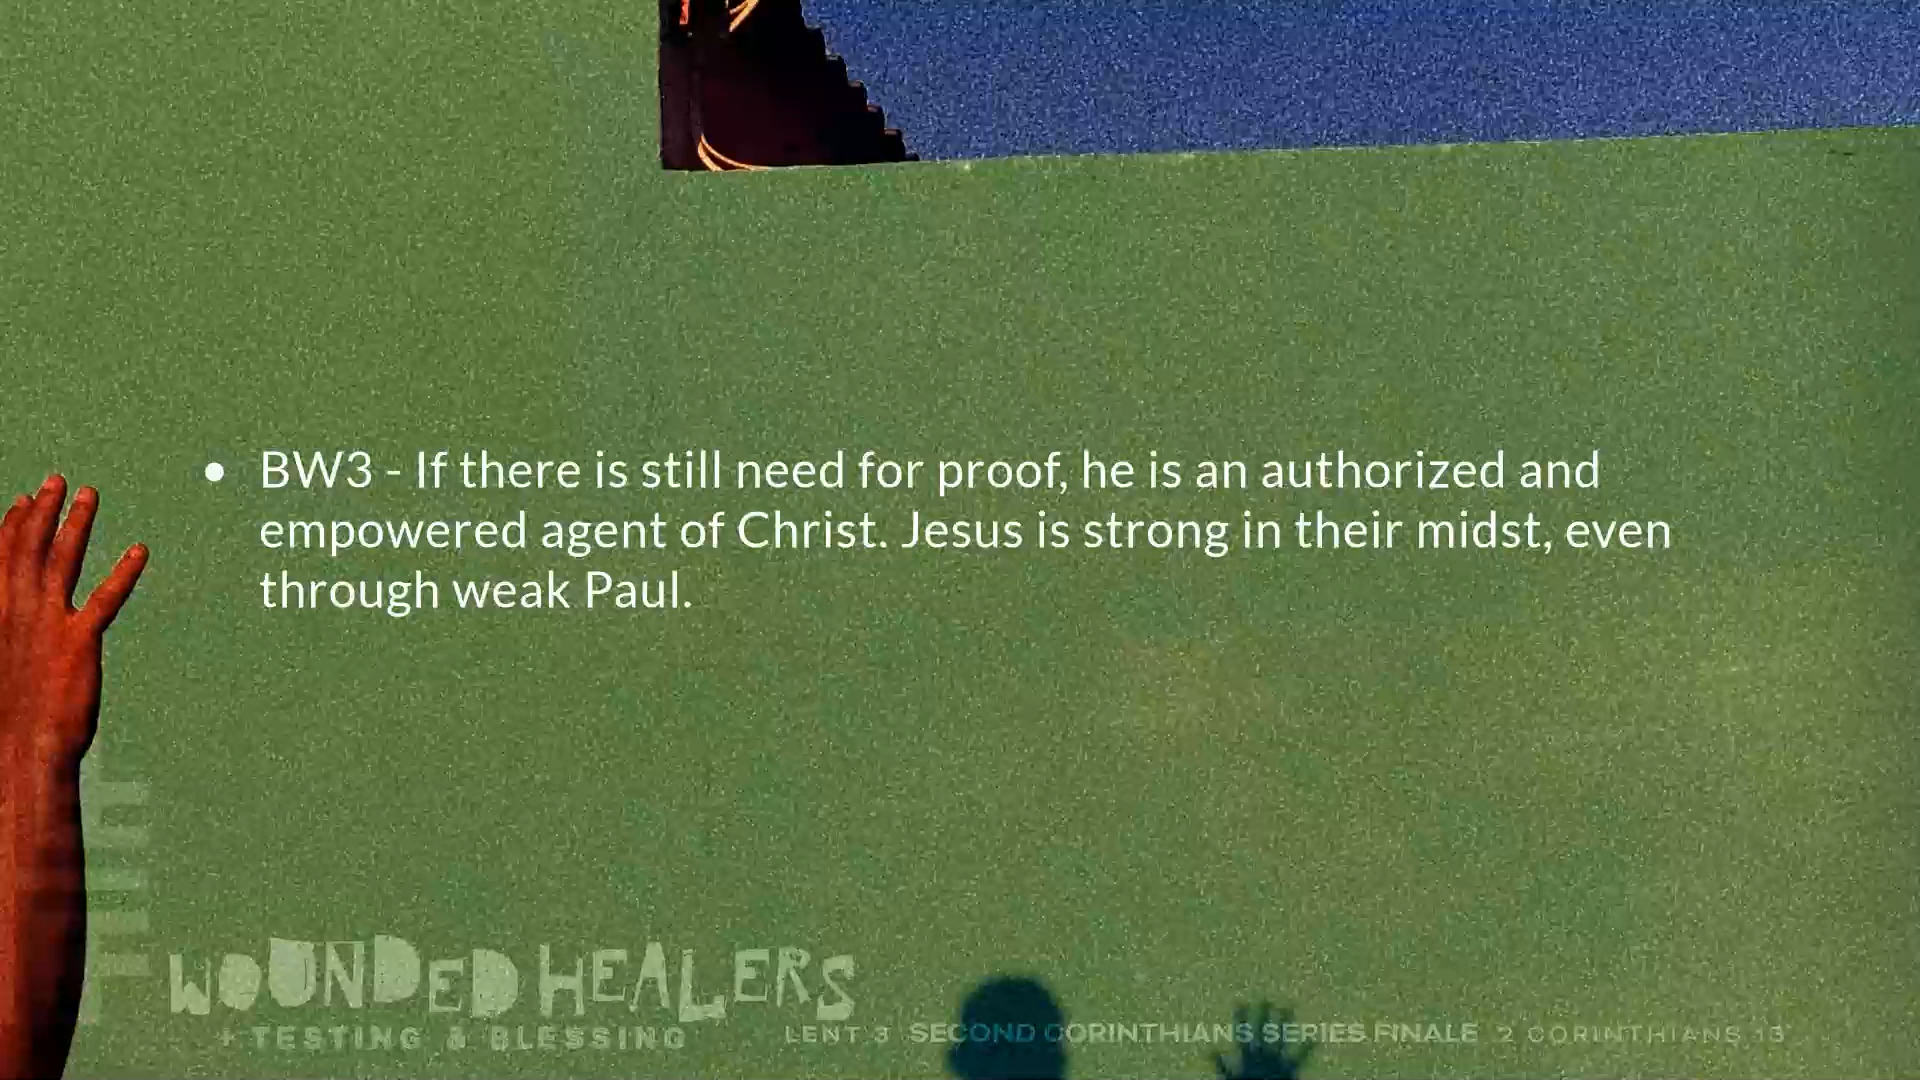 • BW3 - If there is still need for proof, he is an authorized and
empowered agent of Christ. Jesus is strong in their midst, even
through weak Paul.
WOUNDED HEALERS
+ TESTING & BLESSING
LENT 3 SECOND CORINTHIANS SERIES FINALE 2 CORINTHIANS 13